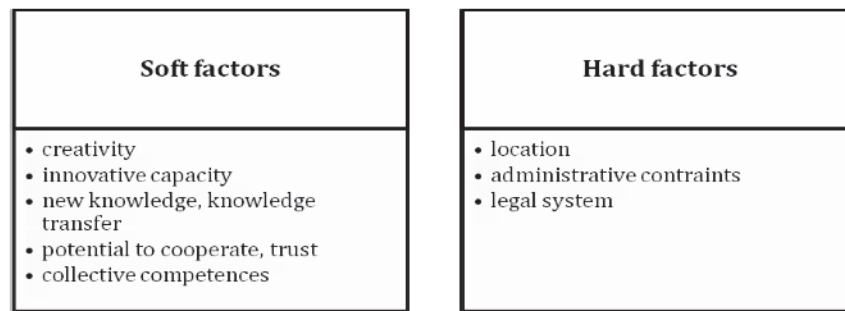 Soft factors
• creativity
• innovative capacity
• new knowledge, knowledge
transfer
• potential to cooperate, trust
• collective competences
Hard factors
• location
• administrative contraints
• legal system